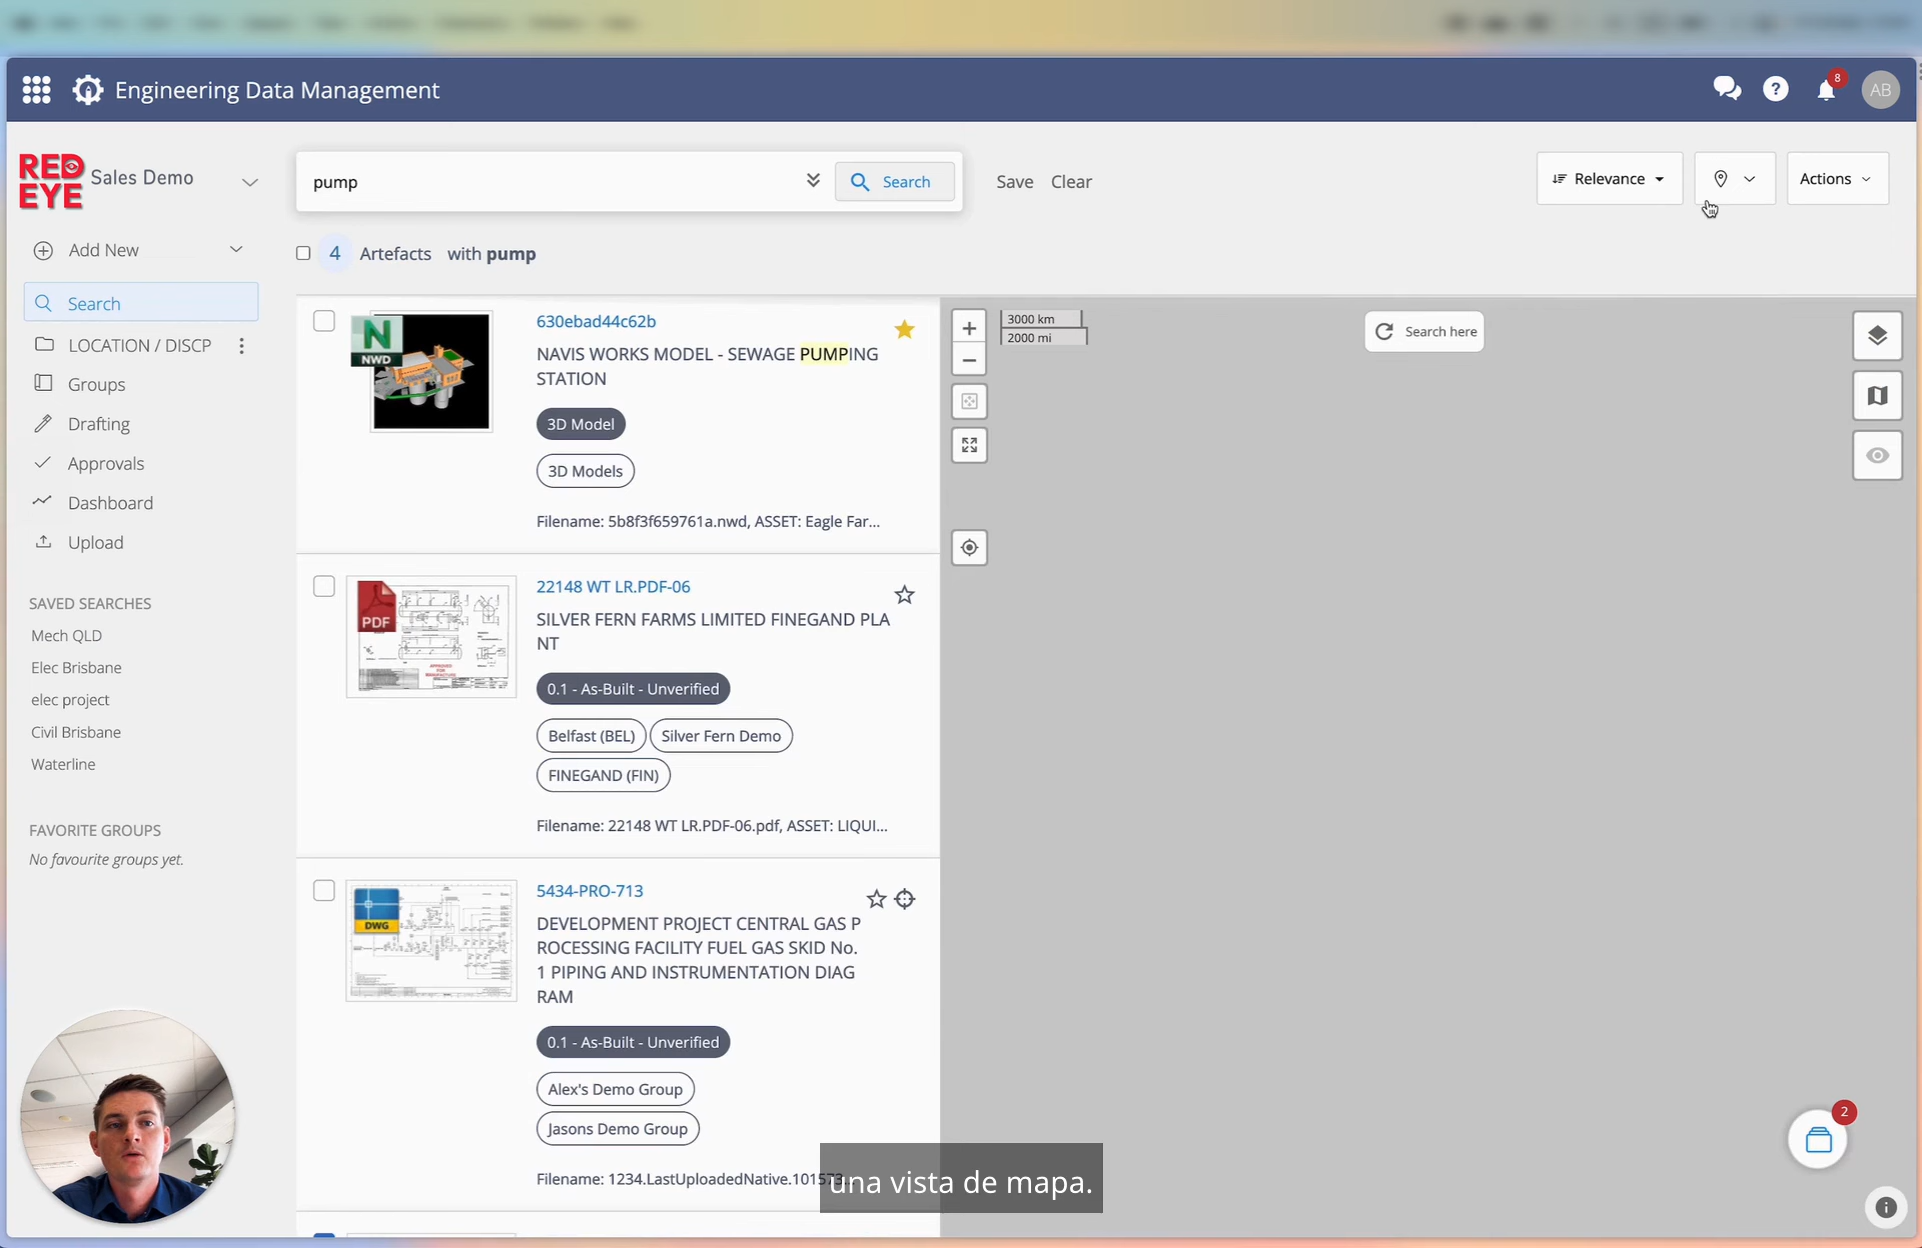 Engineering Data Management
8
AB
RED
EYE
Sales Demo
pump
Search
Save
Clear
Relevance
Actions
Add New
Search
LOCATION / DISCP
Groups
Drafting
Approvals
Dashboard
Upload
SAVED SEARCHES
Mech QLD
Elec Brisbane
elec project
Civil Brisbane
Waterline
FAVORITE GROUPS
No favourite groups yet.
4 Artefacts with pump
N
NWD
630ebad44c62b
NAVIS WORKS MODEL - SEWAGE PUMPING
STATION
3D Model
3D Models
Filename: 5b8f3f659761a.nwd, ASSET: Eagle Far...
PDF
22148 WT LR.PDF-06
SILVER FERN FARMS LIMITED FINEGAND PLA
NT
0.1 - As-Built - Unverified
Belfast (BEL)
Silver Fern Demo
FINEGAND (FIN)
Filename: 22148 WT LR.PDF-06.pdf, ASSET: LIQUI...
DWG
5434-PRO-713
DEVELOPMENT PROJECT CENTRAL GAS P
ROCESSING FACILITY FUEL GAS SKID No.
1 PIPING AND INSTRUMENTATION DIAG
RAM
0.1 - As-Built - Unverified
Alex's Demo Group
Jasons Demo Group
Filename: 1234.LastUploadedNative.101573...
3000 km
2000 mi
Search here
2
una vista de mapa.